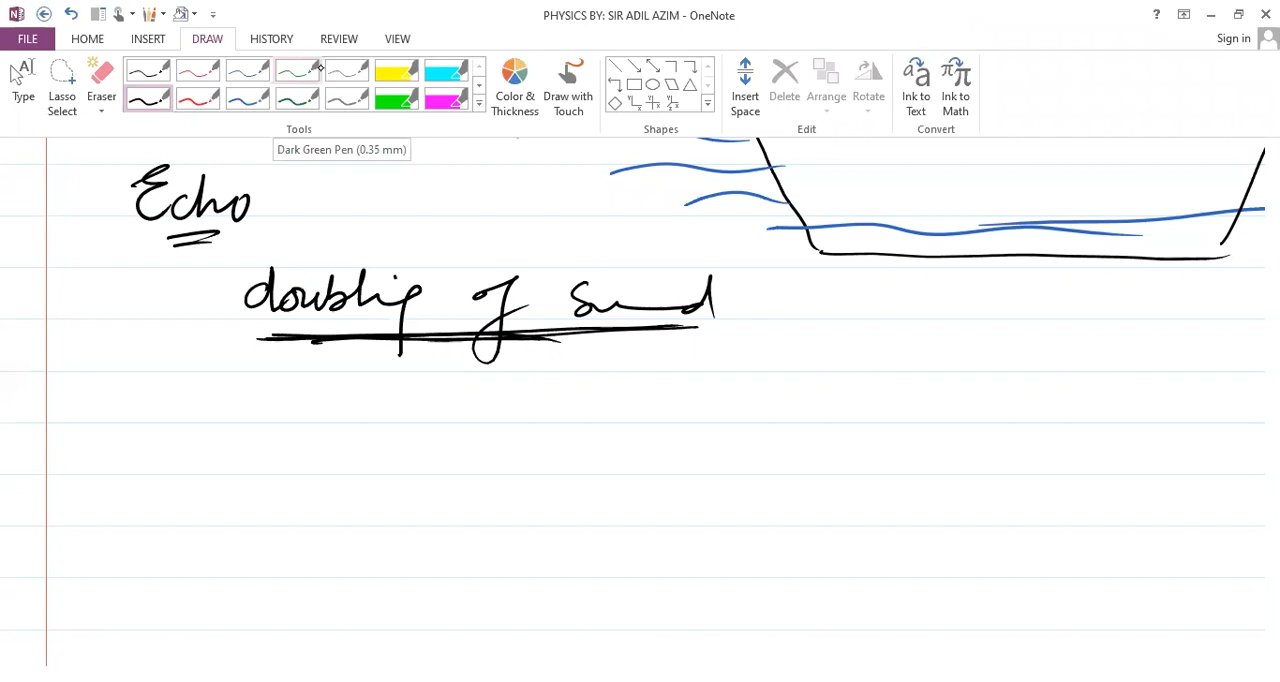 PHYSICS BY: SIR ADIL AZIM - OneNote
?
FILE HOME INSERT DRAW HISTORY REVIEW VIEW Sign in
Type Lasso Select Eraser Color & Thickness Draw with Touch Insert Space Delete Arrange Rotate Ink to Text Ink to Math
Tools Shapes Edit Convert
Dark Green Pen (0.35 mm)
Echo
doubling of Sound